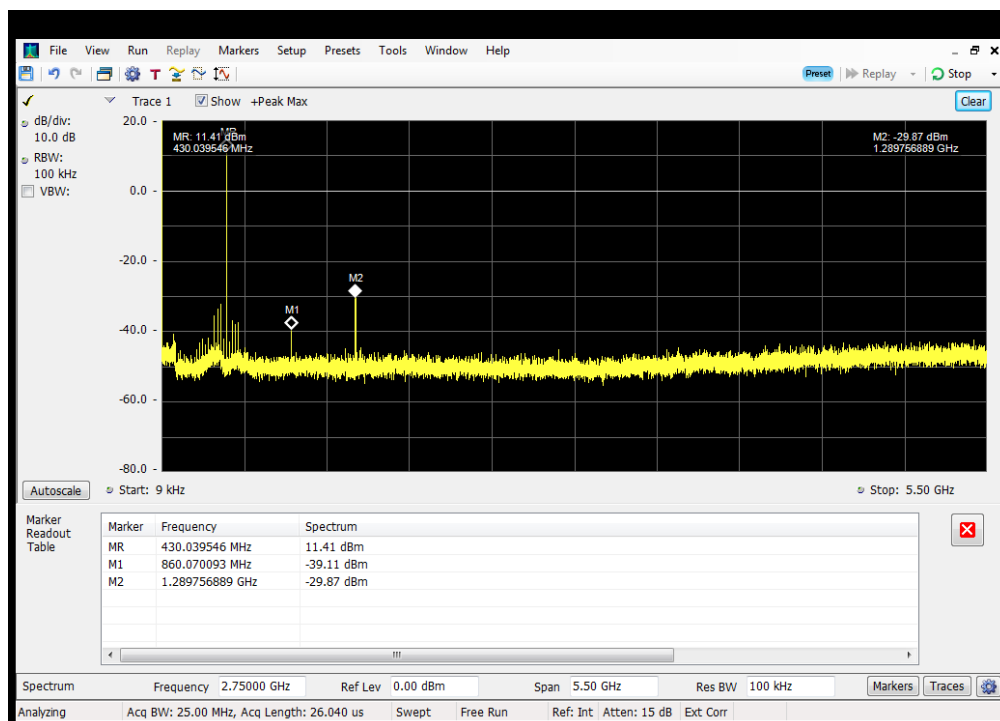 File View Run Replay Markers Setup Presets Tools Window Help
T Preset Replay Stop
Trace 1 Show +Peak Max Clear
dB/div:
10.0 dB
RBW:
100 kHz
VBW:
20.0
0.0
-20.0
-40.0
-60.0
-80.0
MR
MR: 11.41 dBm
430.039546 MHz
M2: -29.87 dBm
1.289756889 GHz
M2
M1
Autoscale Start: 9 kHz Stop: 5.50 GHz
Marker
Readout
Table
Marker Frequency Spectrum
MR 430.039546 MHz 11.41 dBm
M1 860.070093 MHz -39.11 dBm
M2 1.289756889 GHz -29.87 dBm
Spectrum Frequency 2.75000 GHz Ref Lev 0.00 dBm Span 5.50 GHz Res BW 100 kHz Markers Traces
Analyzing Acq BW: 25.00 MHz, Acq Length: 26.040 us Swept Free Run Ref: Int Atten: 15 dB Ext Corr